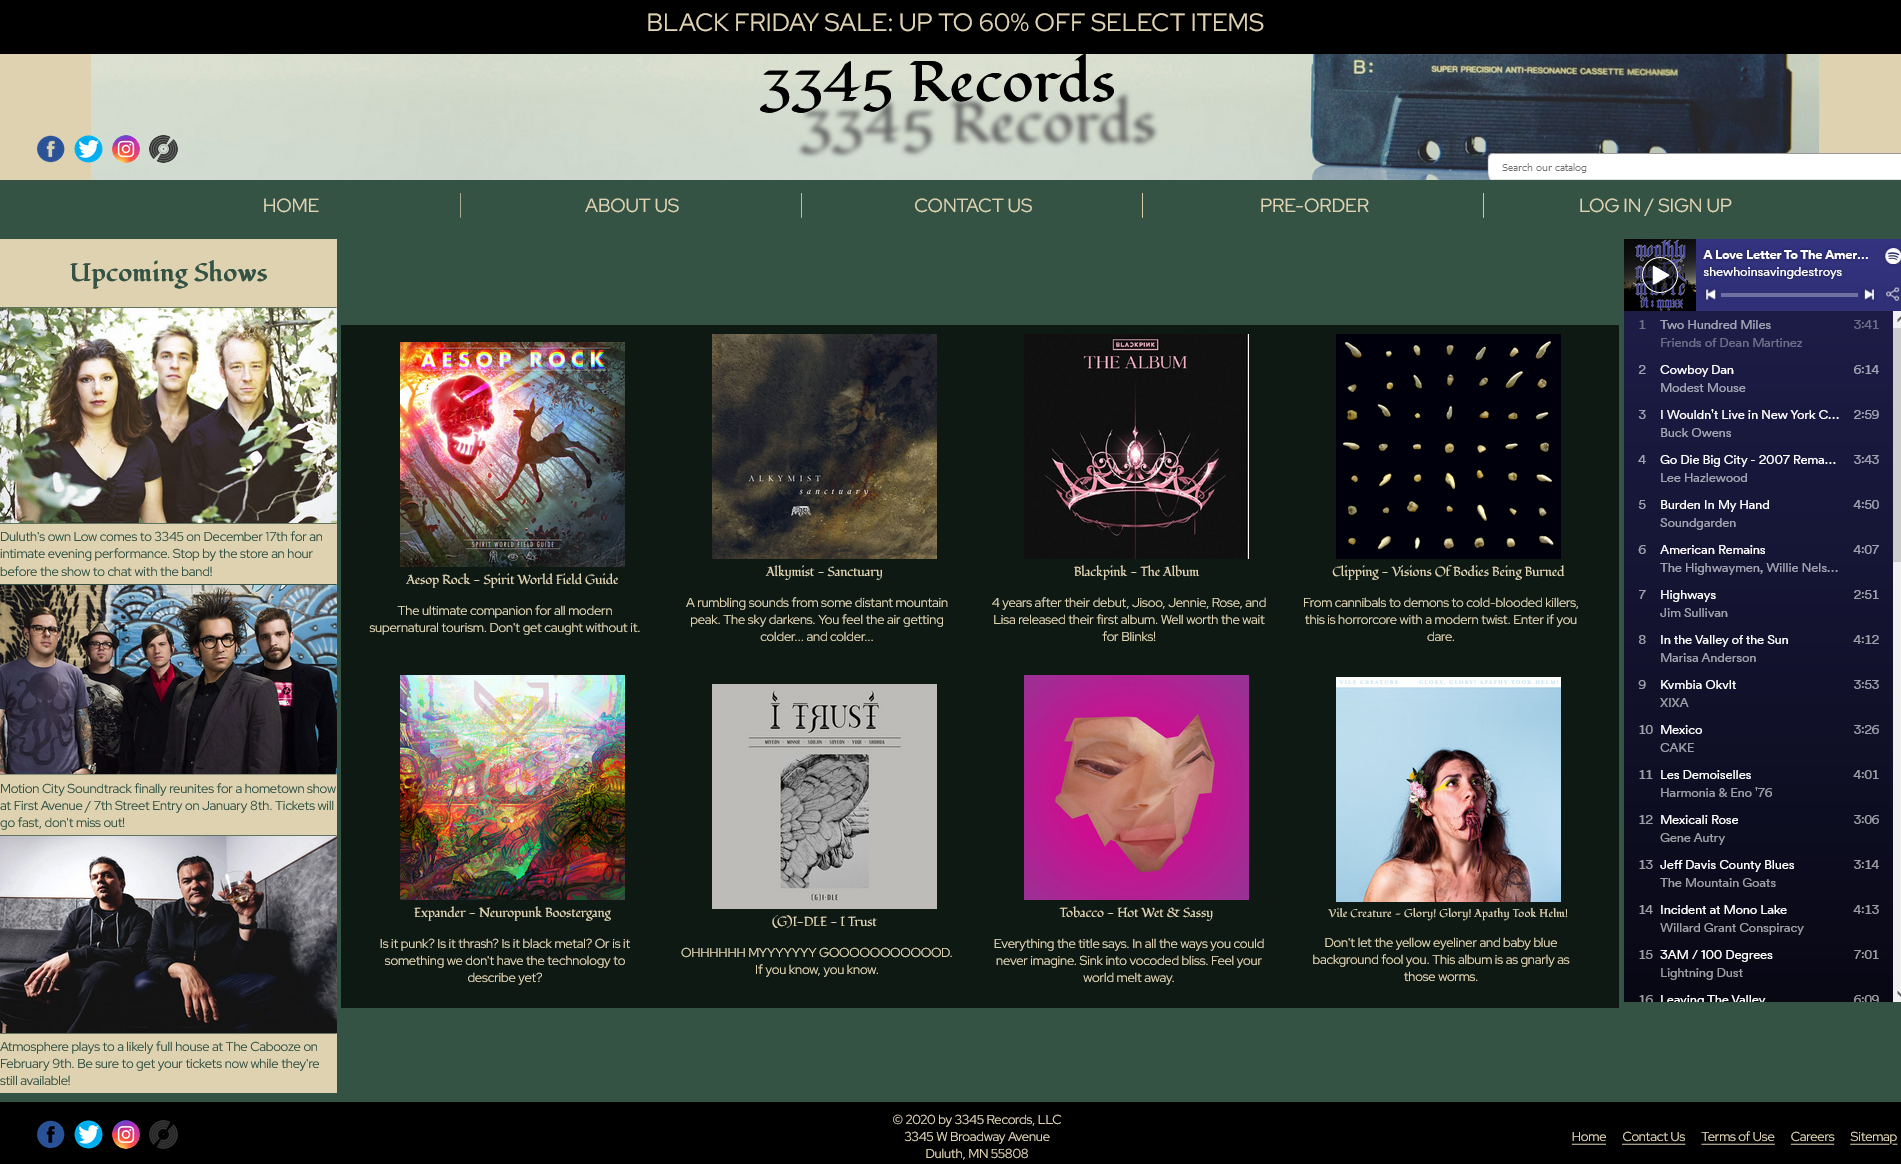 BLACK FRIDAY SALE: UP TO 60% OFF SELECT ITEMS
3345 Records
3345 Records
B:
SUPER PRECISION ANTI-RESONANCE CASSETTE MECHANISM
Search our catalog
HOME
ABOUT US
CONTACT US
PRE-ORDER
LOG IN / SIGN UP
Upcoming Shows
Duluth's own Low comes to 3345 on December 17th for an
intimate evening performance. Stop by the store an hour
before the show to chat with the band!
Motion City Soundtrack finally reunites for a hometown show
at First Avenue / 7th Street Entry on January 8th. Tickets will
go fast, don't miss out!
Atmosphere plays to a likely full house at The Cabooze on
February 9th. Be sure to get your tickets now while they're
still available!
AESOP ROCK
SPIRIT WORLD FIELD GUIDE
Aesop Rock - Spirit World Field Guide
The ultimate companion for all modern
supernatural tourism. Don't get caught without it.
ALKYMIST
sanctuary
Alkymist - Sanctuary
A rumbling sounds from some distant mountain
peak. The sky darkens. You feel the air getting
colder... and colder...
BLACKPINK
THE ALBUM
Blackpink - The Album
4 years after their debut, Jisoo, Jennie, Rose, and
Lisa released their first album. Well worth the wait
for Blinks!
Clipping - Visions Of Bodies Being Burned
From cannibals to demons to cold-blooded killers,
this is horrorcore with a modern twist. Enter if you
dare.
Expander - Neuropunk Boostergang
Is it punk? Is it thrash? Is it black metal? Or is it
something we don't have the technology to
describe yet?
I TRUST
MIYEON · MINNIE · SOOJIN · SOYEON · YUQI · SHUHUA
(G)I-DLE
(G)I-DLE - I Trust
OHHHHHH MYYYYYYY GOOOOOOOOOOOD.
If you know, you know.
Tobacco - Hot Wet & Sassy
Everything the title says. In all the ways you could
never imagine. Sink into vocoded bliss. Feel your
world melt away.
VILE CREATURE
GLORY, GLORY! APATHY TOOK HELM!
Vile Creature - Glory! Glory! Apathy Took Helm!
Don't let the yellow eyeliner and baby blue
background fool you. This album is as gnarly as
those worms.
A Love Letter To The Amer...
shewhoinsavingdestroys
1 Two Hundred Miles 3:41
Friends of Dean Martinez
2 Cowboy Dan 6:14
Modest Mouse
3 I Wouldn't Live in New York C... 2:59
Buck Owens
4 Go Die Big City - 2007 Rema... 3:43
Lee Hazlewood
5 Burden In My Hand 4:50
Soundgarden
6 American Remains 4:07
The Highwaymen, Willie Nels...
7 Highways 2:51
Jim Sullivan
8 In the Valley of the Sun 4:12
Marisa Anderson
9 Kvmbia Okvlt 3:53
XIXA
10 Mexico 3:26
CAKE
11 Les Demoiselles 4:01
Harmonia & Eno '76
12 Mexicali Rose 3:06
Gene Autry
13 Jeff Davis County Blues 3:14
The Mountain Goats
14 Incident at Mono Lake 4:13
Willard Grant Conspiracy
15 3AM / 100 Degrees 7:01
Lightning Dust
16 Leaving The Valley 6:09
© 2020 by 3345 Records, LLC
3345 W Broadway Avenue
Duluth, MN 55808
Home
Contact Us
Terms of Use
Careers
Sitemap